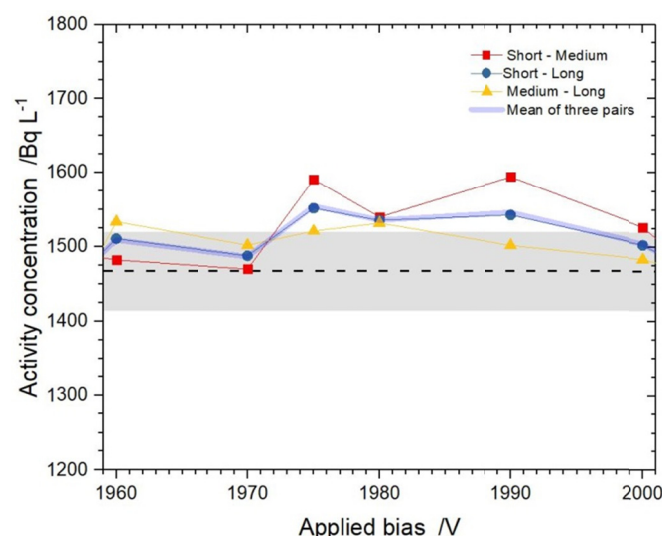 1800
1700
1600
1500
1400
1300
1200
Activity concentration /Bq L⁻¹
Short - Medium
Short - Long
Medium - Long
Mean of three pairs
1960 1970 1980 1990 2000
Applied bias /V